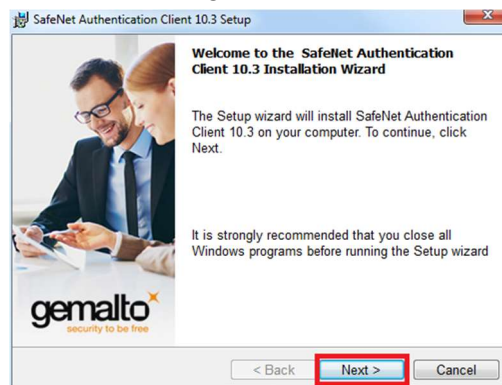 SafeNet Authentication Client 10.3 Setup
Welcome to the SafeNet Authentication
Client 10.3 Installation Wizard
The Setup wizard will install SafeNet Authentication
Client 10.3 on your computer. To continue, click
Next.
It is strongly recommended that you close all
Windows programs before running the Setup wizard
gemalto
security to be free
< Back Next > Cancel